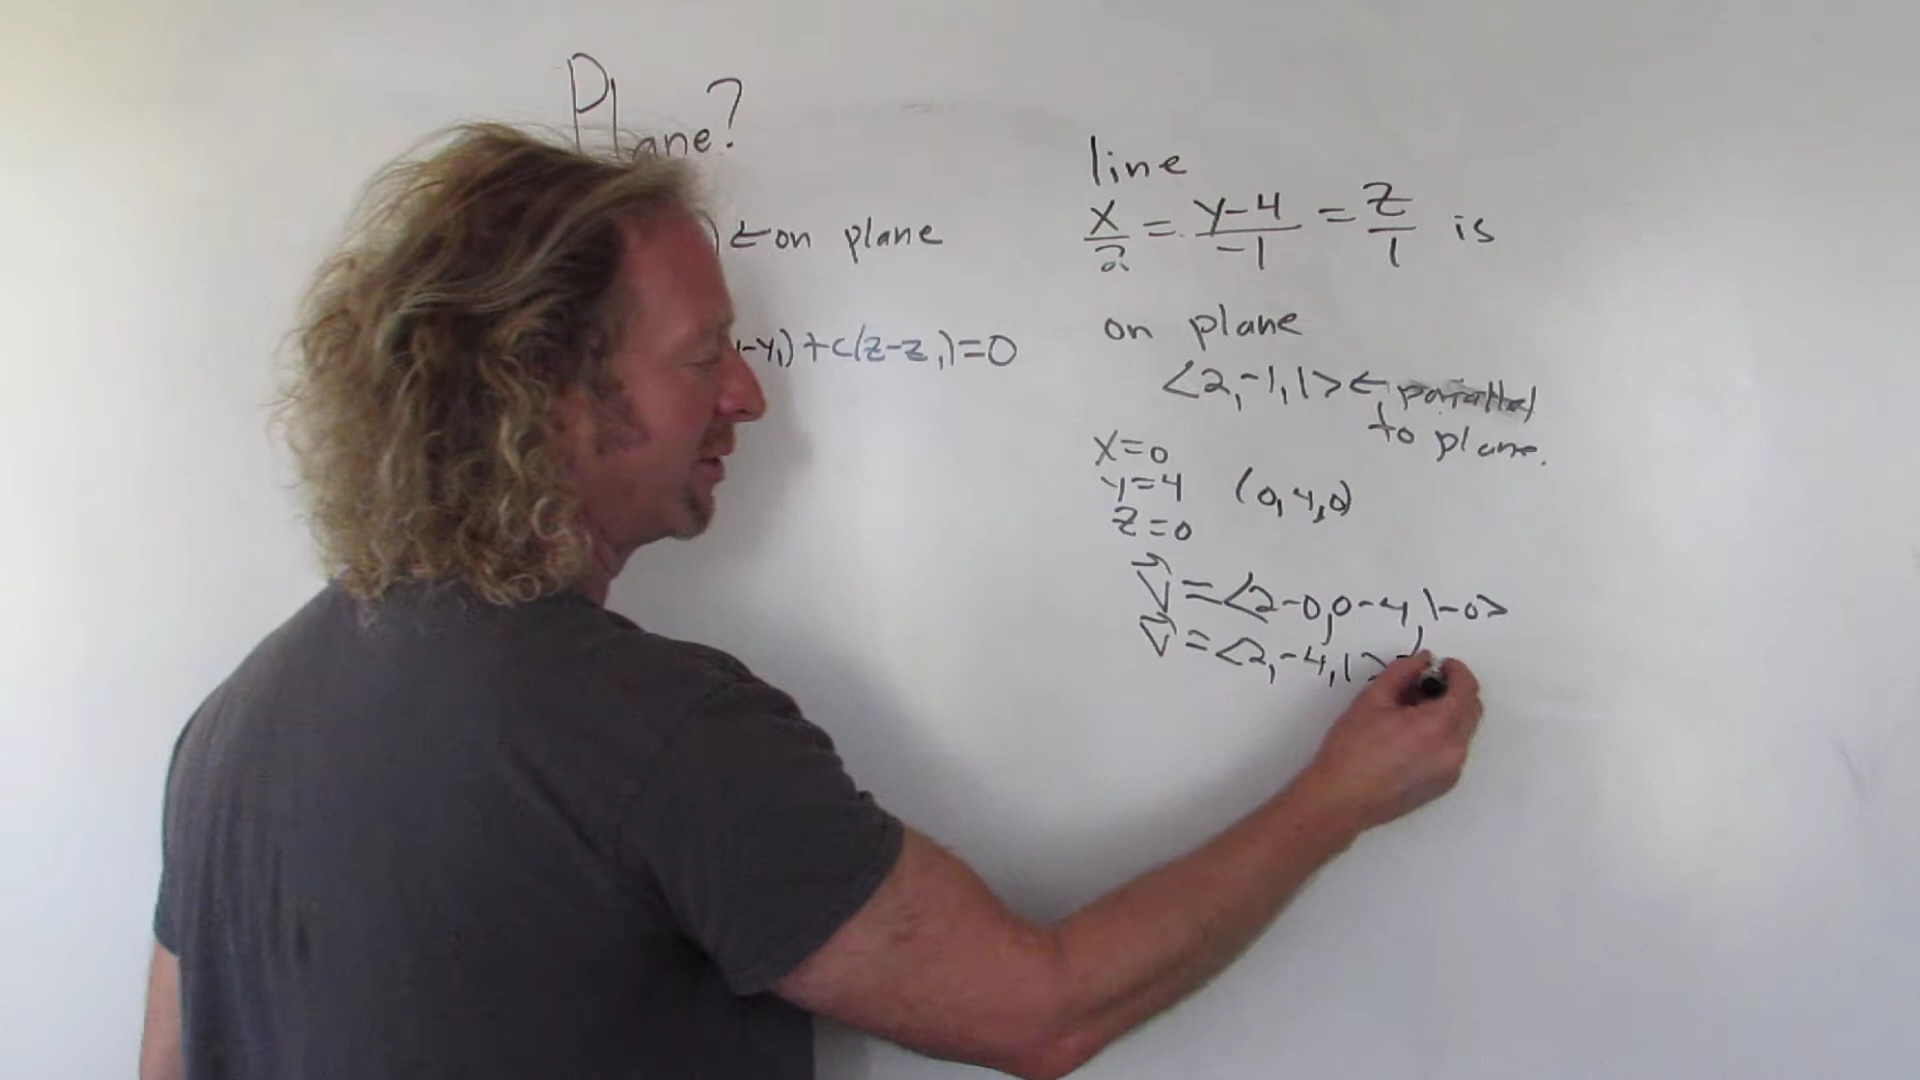 Plane?
) ← on plane
-y₁) + c(z-z₁) = 0
line
x/2 = y-4/-1 = z/1 is
on plane
<2,-1,1> ← parallel
to plane.
x=0
y=4 (0,4,0)
z=0
v⃗ = <2-0,0-4,1-0>
v⃗ = <2,-4,1>